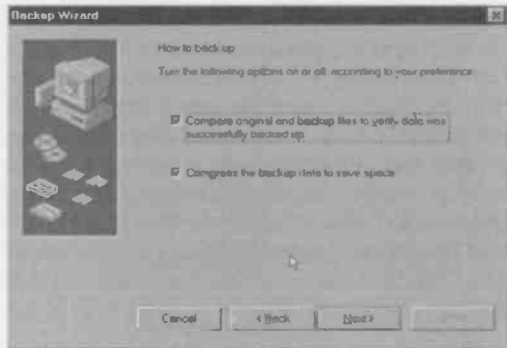 Backup Wizard
How to back up
Turn the following options on or off, according to your preference
Compare original and backup files to verify data was
successfully backed up.
Compress the backup data to save space
Cancel
< Back
Next >